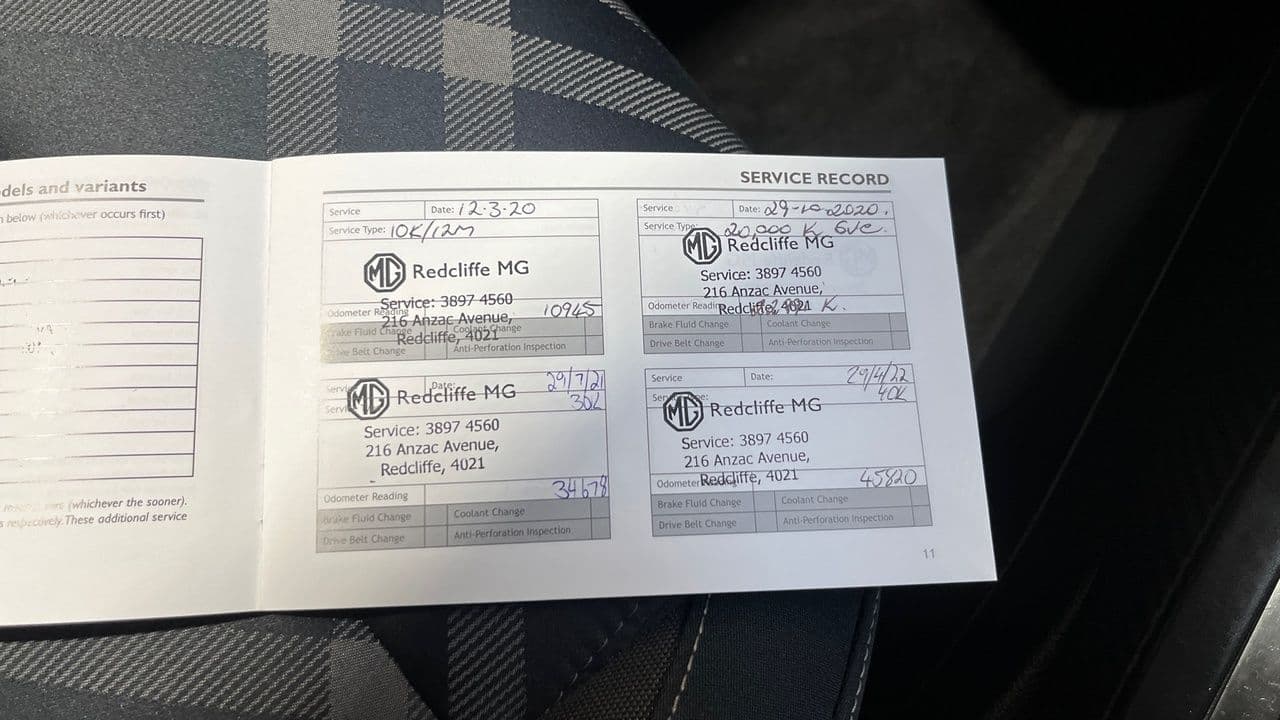 dels and variants
below (whichever occurs first)
(whichever the sooner).
respectively. These additional service
SERVICE RECORD
Service Date: 12.3.20
Service Type: 10K/12M
MG Redcliffe MG
Service: 3897 4560
Odometer Reading 10945
216 Anzac Avenue,
Brake Fluid Change Coolant Change
Redcliffe, 4021
Drive Belt Change Anti-Perforation Inspection
Service Date: 29-10-2020.
Service Type: 20,000 K Svc.
MG Redcliffe MG
Service: 3897 4560
216 Anzac Avenue,
Odometer Reading K.
Redcliffe, 4021
Brake Fluid Change Coolant Change
Drive Belt Change Anti-Perforation Inspection
Date: 29/7/21
30K
MG Redcliffe MG
Service: 3897 4560
216 Anzac Avenue,
Redcliffe, 4021
Odometer Reading 34678
Brake Fluid Change Coolant Change
Drive Belt Change Anti-Perforation Inspection
Service Date: 29/4/22
40K
MG Redcliffe MG
Service: 3897 4560
216 Anzac Avenue,
Redcliffe, 4021
Odometer 45820
Brake Fluid Change Coolant Change
Drive Belt Change Anti-Perforation Inspection
11